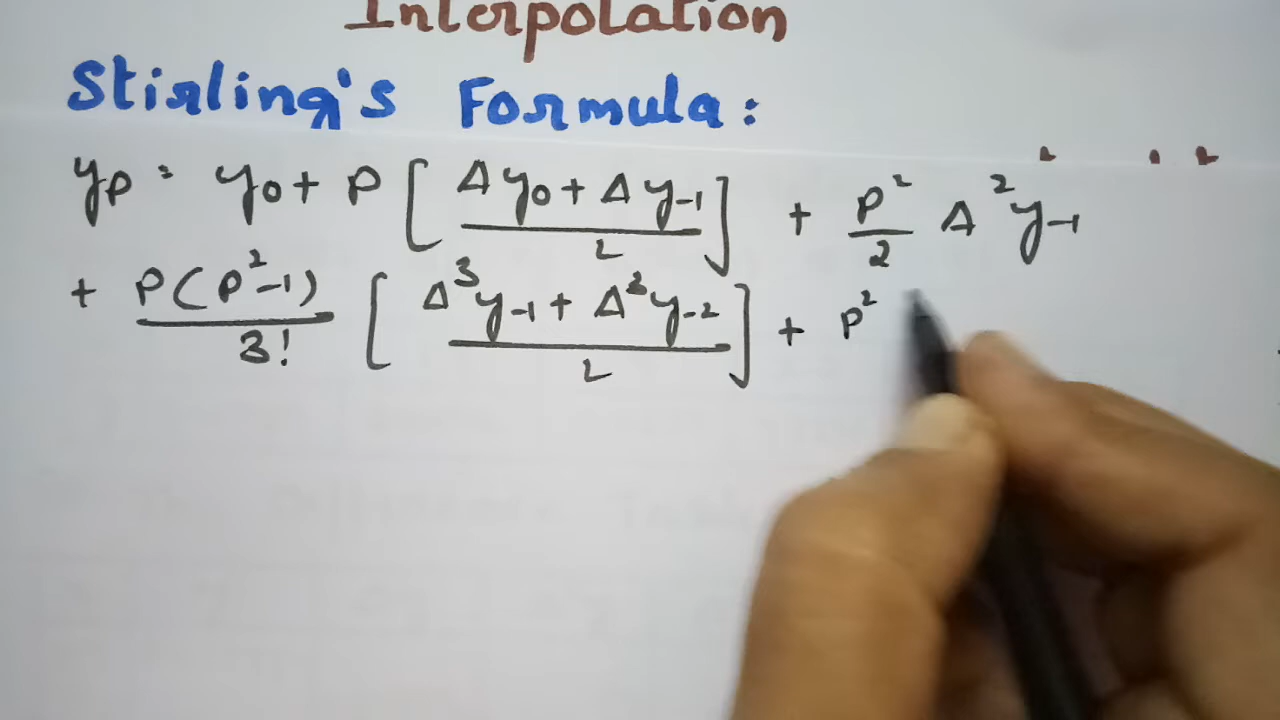 Interpolation
Stirling's Formula:
yp = y0 + P [ (Δy0 + Δy-1) / 2 ] + P² / 2 Δ²y-1
+ P(P²-1) / 3! [ (Δ³y-1 + Δ³y-2) / 2 ] + P²